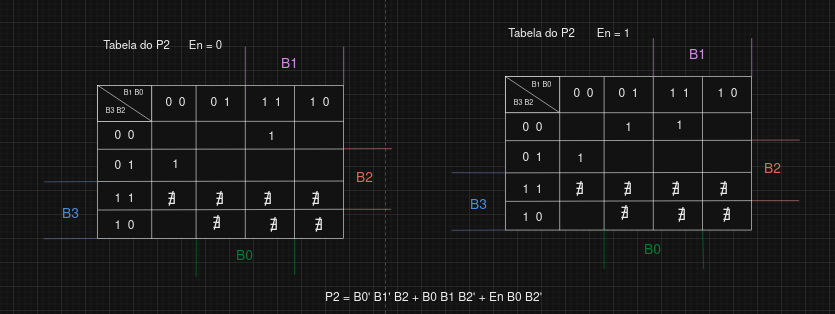 Tabela do P2 En = 0
B1
B1 B0
B3 B2
0 0 0 1 1 1 1 0
0 0 1
0 1 1
1 1 ∄ ∄ ∄ ∄
1 0 ∄ ∄ ∄
B2
B3
B0
Tabela do P2 En = 1
B1
B1 B0
B3 B2
0 0 0 1 1 1 1 0
0 0 1 1
0 1 1
1 1 ∄ ∄ ∄ ∄
1 0 ∄ ∄ ∄
B2
B3
B0
P2 = B0' B1' B2 + B0 B1 B2' + En B0 B2'